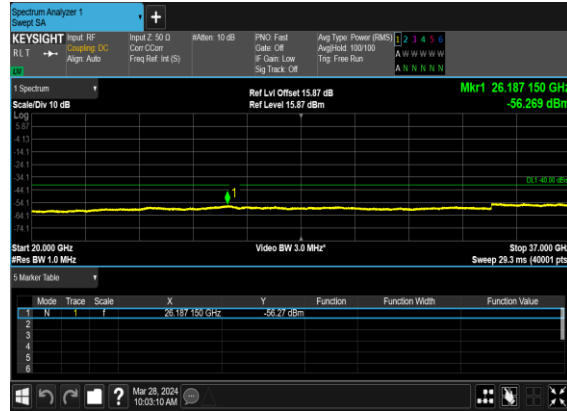 Spectrum Analyzer 1
Swept SA
+
KEYSIGHT Input: RF Input Z: 50 Ω #Atten: 10 dB PNO: Fast Avg Type: Power (RMS) 1 2 3 4 5 6
RLT Coupling: DC Corr CCorr Gate: Off Avg|Hold: 100/100 A W W W W W
Align: Auto Freq Ref: Int (S) IF Gain: Low Trig: Free Run
Sig Track: Off A N N N N N
1 Spectrum Ref Lvl Offset 15.87 dB Mkr1 26.187 150 GHz
Scale/Div 10 dB Ref Level 15.87 dBm -56.269 dBm
Log
5.87
-4.13
-14.1
-24.1
-34.1
DL1 -40.00 dBm
-44.1
1
-54.1
-64.1
-74.1
Start 20.000 GHz Video BW 3.0 MHz* Stop 37.000 GHz
#Res BW 1.0 MHz Sweep 29.3 ms (40001 pts)
5 Marker Table
Mode Trace Scale X Y Function Function Width Function Value
1 N 1 f 26.187 150 GHz -56.27 dBm
2
3
4
5
6
? Mar 28, 2024
10:03:10 AM